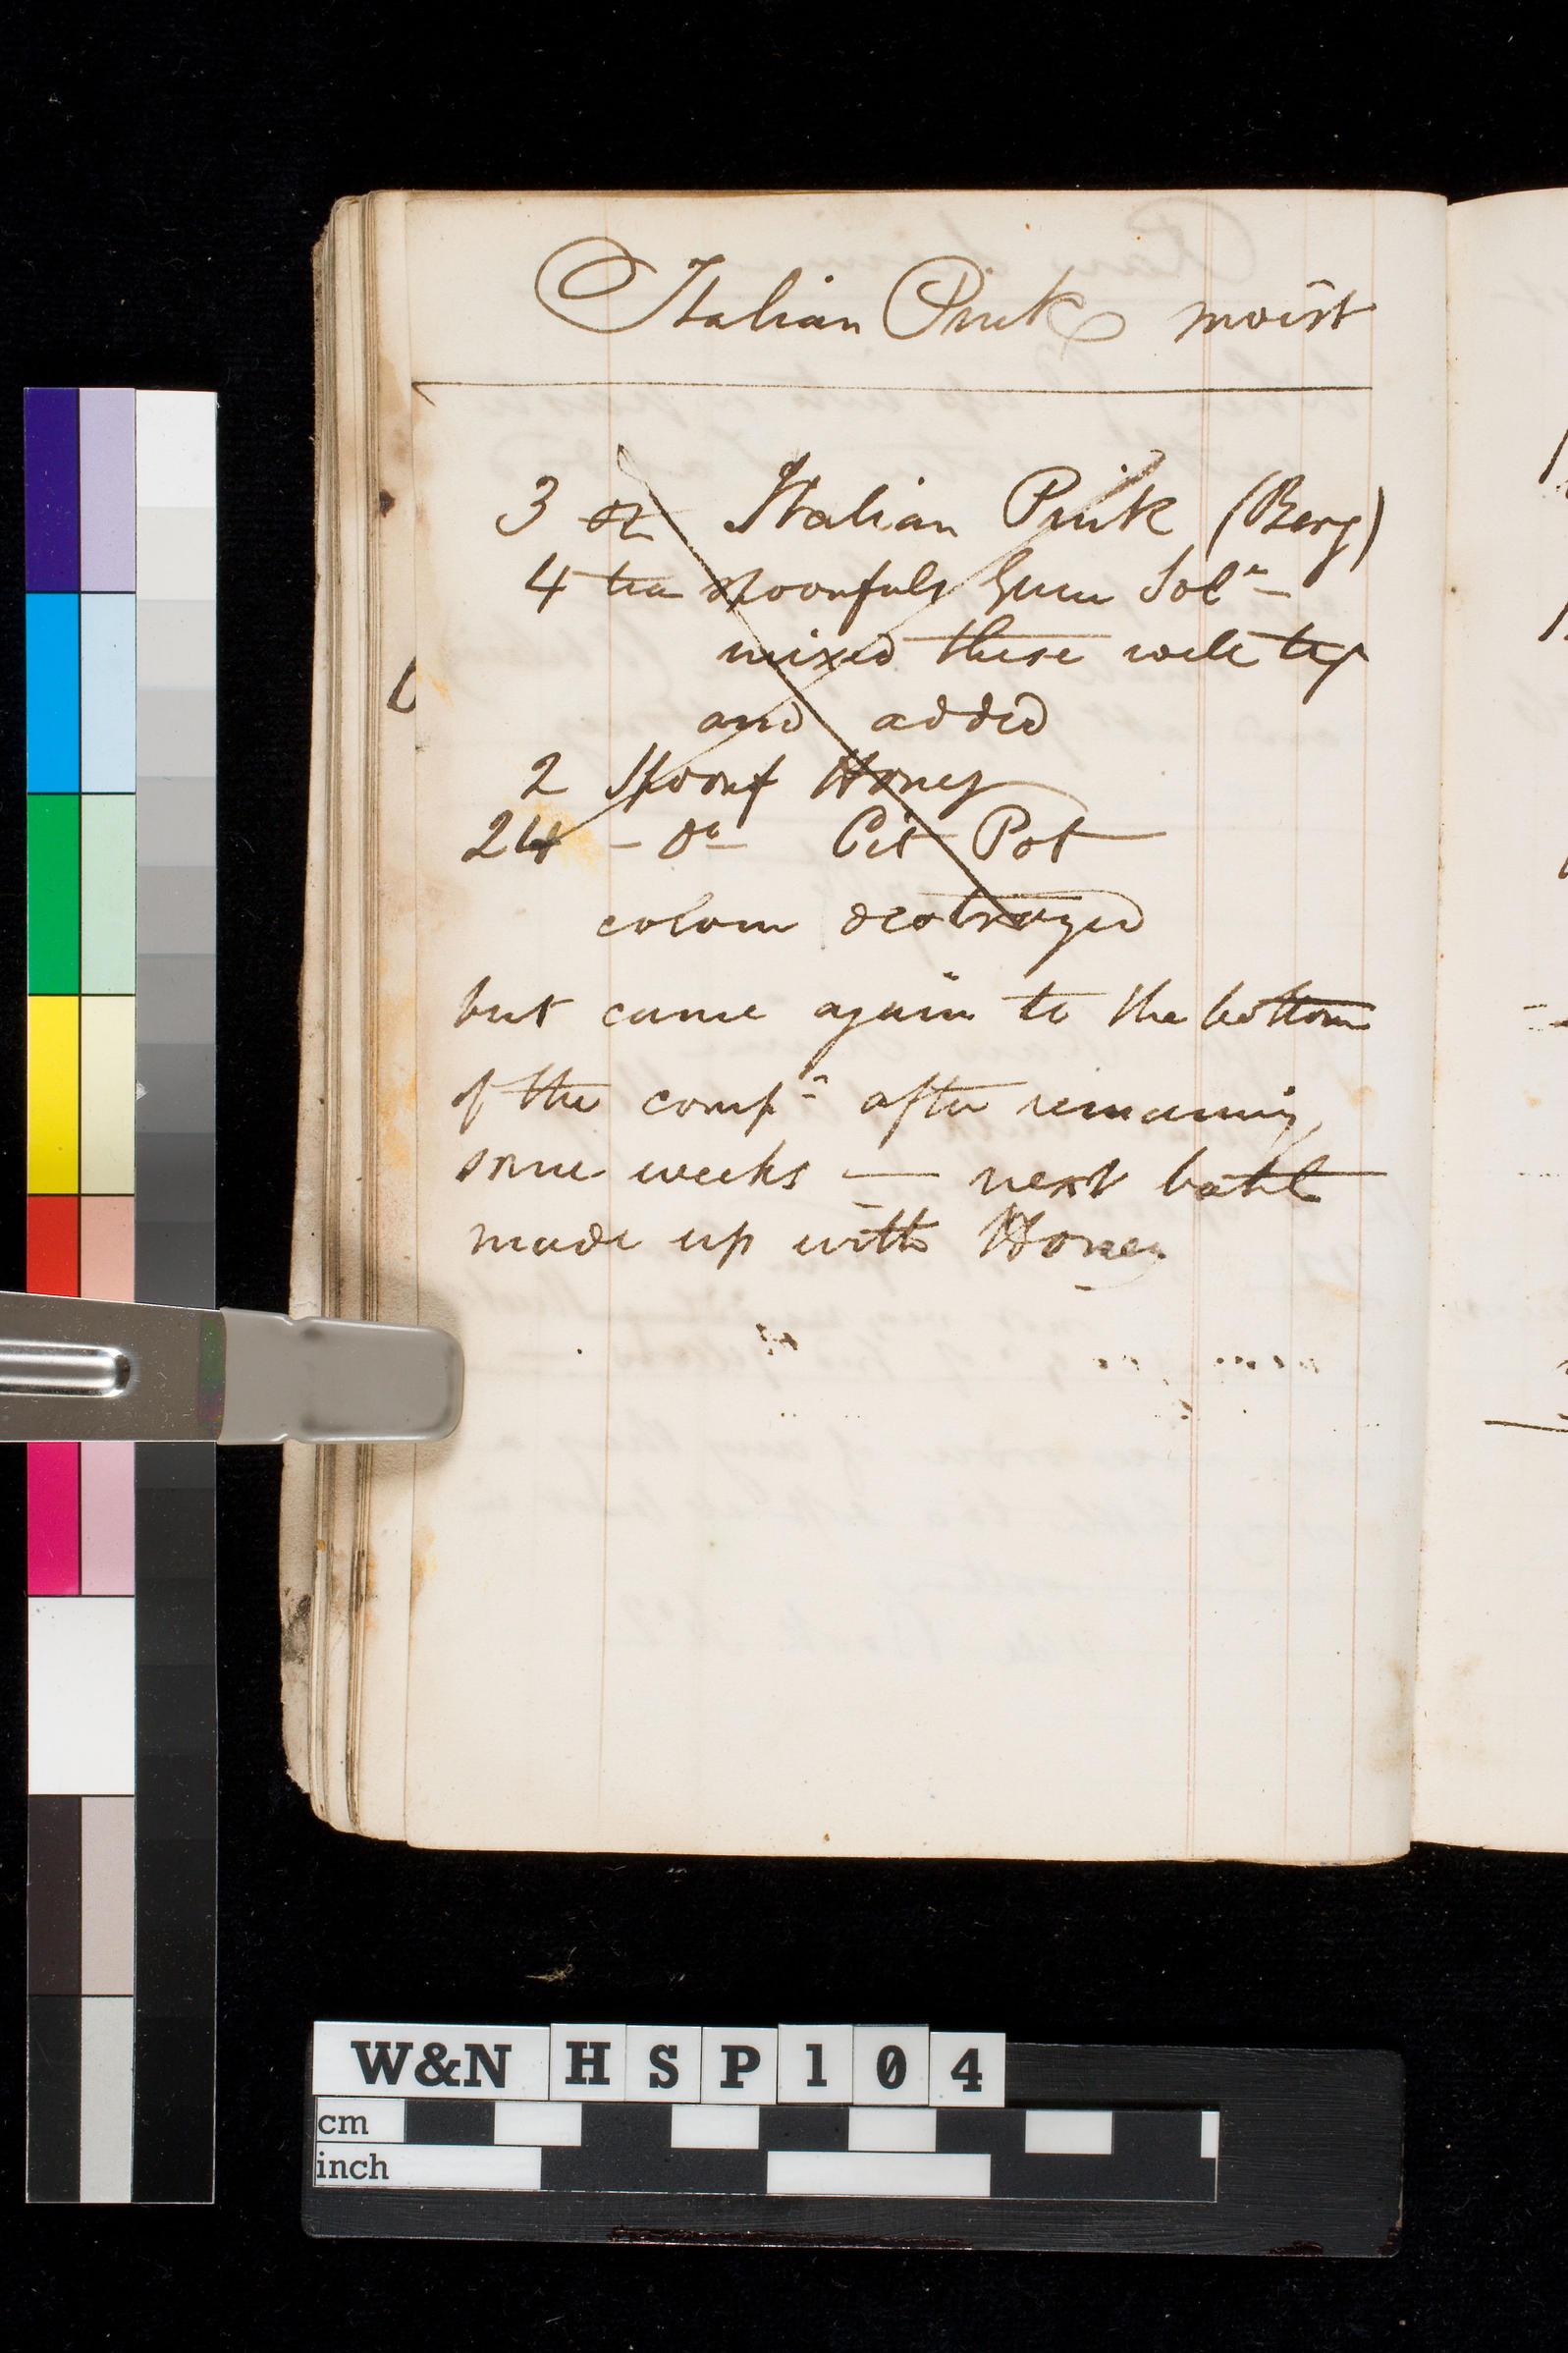 Italian Pink moist
3 oz Italian Pink (Berg)
4 tea spoonfuls Gum Solⁿ
mixed these well tog
and added
2 Spoonf Honey
24 - dᵒ Cit Pot
colour destroyed
but came again to the bottom
of the compⁿ after remaining
some weeks — next
made up with Honey
W&N HSP104
cm
inch